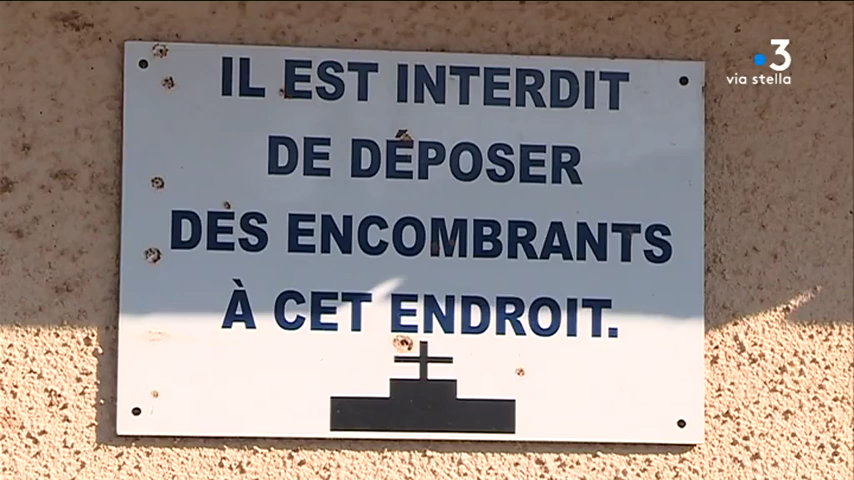 3
via stella
IL EST INTERDIT
DE DÉPOSER
DES ENCOMBRANTS
À CET ENDROIT.